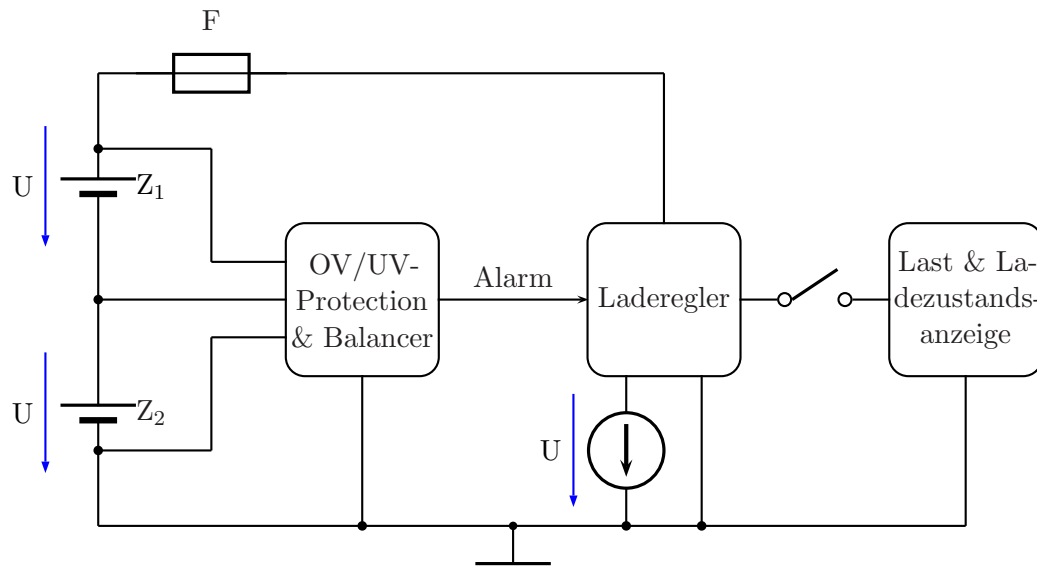 F
U
Z₁
OV/UV-
Protection
& Balancer
Alarm
Laderegler
Last & La-
dezustands-
anzeige
U
Z₂
U